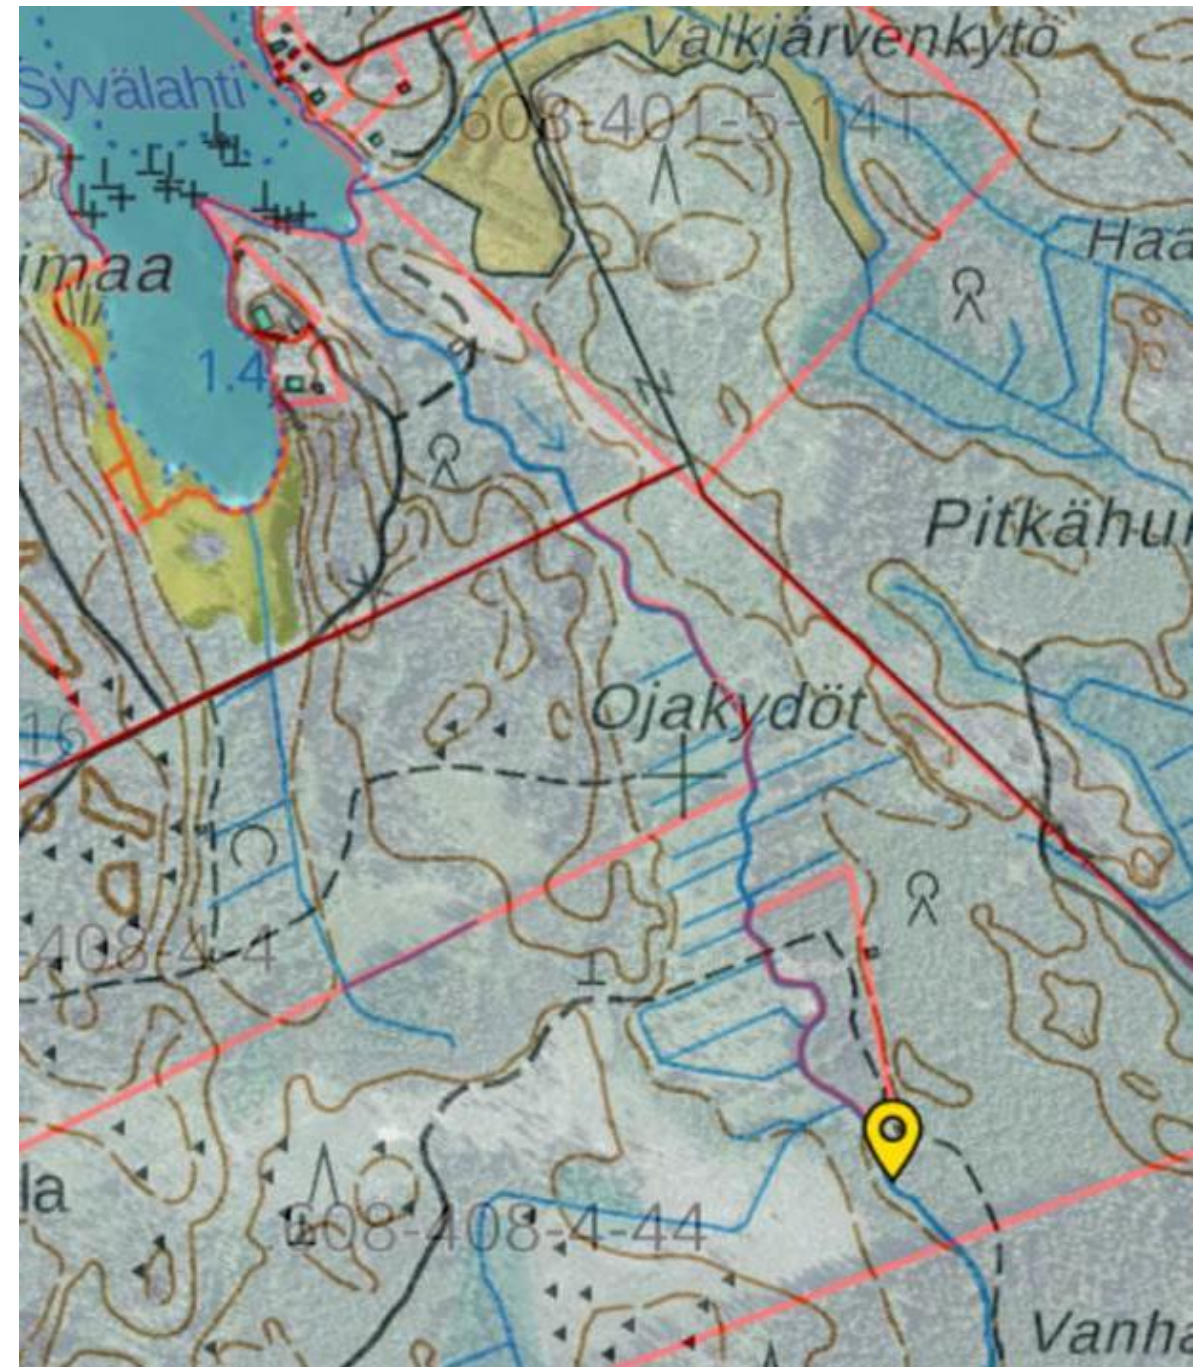 Valkjärvenkytö
Syvälahti
608-401-5-141
Haa
imaa
1.4
Pitkähu
Ojakydöt
16
-408-4-4
la
608-408-4-44
Vanha